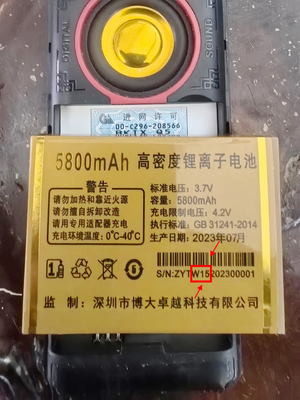 DIGITAL
SOUND
进网许可
00-C296-208566
5800mAh 高密度锂离子电池
警告
请勿加热和靠近火源
请勿擅自拆卸改造
请用专用适配器充电
充电环境温度:0℃-40℃
标准电压:3.7V
容量:5800mAh
充电限制电压:4.2V
执行标准:GB 31241-2014
生产日期:2023年07月
S/N:ZYTW15202300001
监 制:深圳市博大卓越科技有限公司